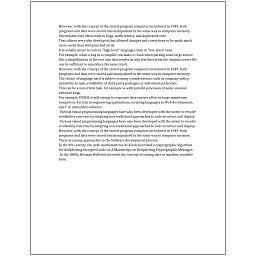 However, with the concept of the stored-program computer introduced in 1949, both
programs and data were stored and manipulated in the same way in computer memory.
Resolvable only often leads to bugs, inefficiencies, and duplicated code.
Text editors were also developed that allowed changes and corrections to be made much
more easily than with punched cards.
It is usually easier to code in "high-level" languages than in "low-level" ones.
For example, when a bug in a compiler can make it crash when parsing some large source
file, a simplification of the test case that results in only few lines from the original source file
can be sufficient to reproduce the same crash.
However, with the concept of the stored-program computer introduced in 1949, both
programs and data were stored and manipulated in the same way in computer memory.
The choice of language used is subject to many considerations, such as company policy,
suitability to task, availability of third-party packages, or individual preference.
This can be a non-trivial task, for example as with parallel processes or some unusual
software bugs.
For example, COBOL is still strong in corporate data centers often on large mainframe
computers, Fortran in engineering applications, scripting languages in Web development,
and C in embedded software.
Various visual programming languages have also been developed with the intent to resolve
readability concerns by adopting non-traditional approaches to code structure and display.
Various visual programming languages have also been developed with the intent to resolve
readability concerns by adopting non-traditional approaches to code structure and display.
However, with the concept of the stored-program computer introduced in 1949, both
programs and data were stored and manipulated in the same way in computer memory.
There are many approaches to the Software development process.
In the 9th century, the Arab mathematician Al-Kindi described a cryptographic algorithm
for deciphering encrypted code, in A Manuscript on Deciphering Cryptographic Messages.
In the 1880s, Herman Hollerith invented the concept of storing data in machine-readable
form.